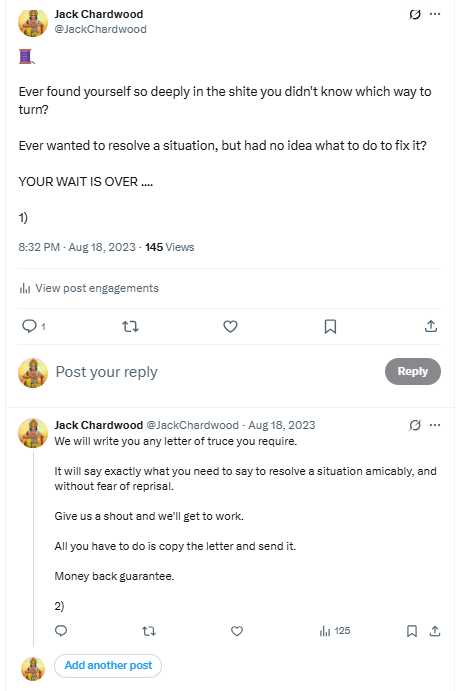 Jack Chardwood
@JackChardwood
Ever found yourself so deeply in the shite you didn't know which way to
turn?
Ever wanted to resolve a situation, but had no idea what to do to fix it?
YOUR WAIT IS OVER ....
1)
8:32 PM · Aug 18, 2023 · 145 Views
View post engagements
1
Post your reply
Reply
Jack Chardwood @JackChardwood · Aug 18, 2023
We will write you any letter of truce you require.
It will say exactly what you need to say to resolve a situation amicably, and
without fear of reprisal.
Give us a shout and we'll get to work.
All you have to do is copy the letter and send it.
Money back guarantee.
2)
125
Add another post